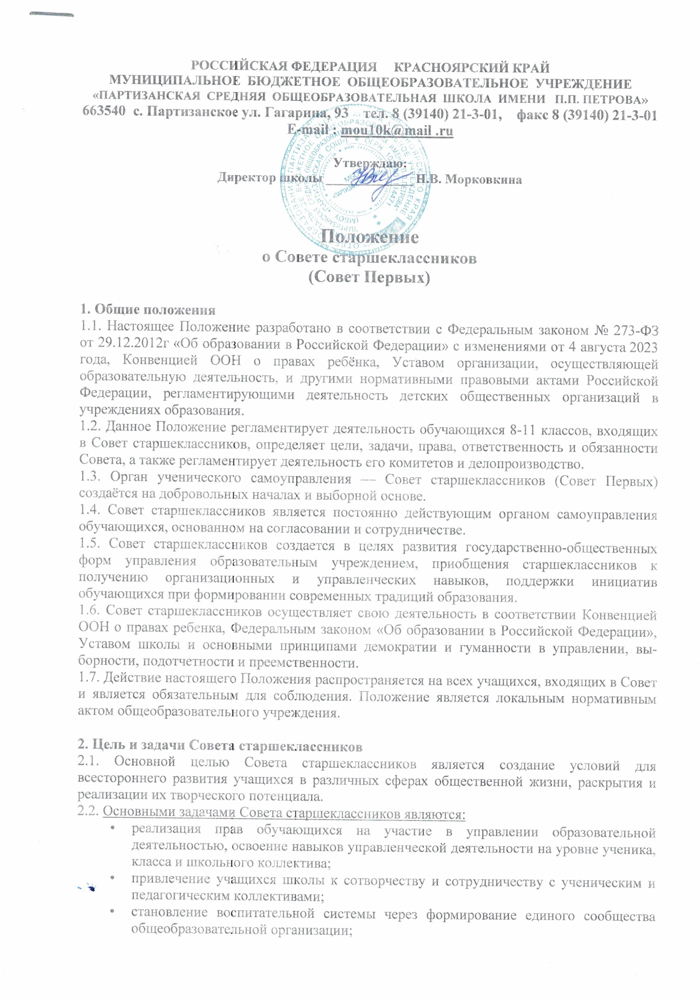 РОССИЙСКАЯ ФЕДЕРАЦИЯ КРАСНОЯРСКИЙ КРАЙ
МУНИЦИПАЛЬНОЕ БЮДЖЕТНОЕ ОБЩЕОБРАЗОВАТЕЛЬНОЕ УЧРЕЖДЕНИЕ
«ПАРТИЗАНСКАЯ СРЕДНЯЯ ОБЩЕОБРАЗОВАТЕЛЬНАЯ ШКОЛА ИМЕНИ П.П. ПЕТРОВА»
663540 с. Партизанское ул. Гагарина, 93 тел. 8 (39140) 21-3-01, факс 8 (39140) 21-3-01
E-mail : mou10k@mail .ru
Утверждаю:
Директор школы ____________ Н.В. Морковкина
Положение
о Совете старшеклассников
(Совет Первых)
1. Общие положения
1.1. Настоящее Положение разработано в соответствии с Федеральным законом № 273-ФЗ
от 29.12.2012г «Об образовании в Российской Федерации» с изменениями от 4 августа 2023
года, Конвенцией ООН о правах ребёнка, Уставом организации, осуществляющей
образовательную деятельность, и другими нормативными правовыми актами Российской
Федерации, регламентирующими деятельность детских общественных организаций в
учреждениях образования.
1.2. Данное Положение регламентирует деятельность обучающихся 8-11 классов, входящих
в Совет старшеклассников, определяет цели, задачи, права, ответственность и обязанности
Совета, а также регламентирует деятельность его комитетов и делопроизводство.
1.3. Орган ученического самоуправления — Совет старшеклассников (Совет Первых)
создаётся на добровольных началах и выборной основе.
1.4. Совет старшеклассников является постоянно действующим органом самоуправления
обучающихся, основанном на согласовании и сотрудничестве.
1.5. Совет старшеклассников создается в целях развития государственно-общественных
форм управления образовательным учреждением, приобщения старшеклассников к
получению организационных и управленческих навыков, поддержки инициатив
обучающихся при формировании современных традиций образования.
1.6. Совет старшеклассников осуществляет свою деятельность в соответствии Конвенцией
ООН о правах ребенка, Федеральным законом «Об образовании в Российской Федерации»,
Уставом школы и основными принципами демократии и гуманности в управлении, вы-
борности, подотчетности и преемственности.
1.7. Действие настоящего Положения распространяется на всех учащихся, входящих в Совет
и является обязательным для соблюдения. Положение является локальным нормативным
актом общеобразовательного учреждения.
2. Цель и задачи Совета старшеклассников
2.1. Основной целью Совета старшеклассников является создание условий для
всестороннего развития учащихся в различных сферах общественной жизни, раскрытия и
реализации их творческого потенциала.
2.2. Основными задачами Совета старшеклассников являются:
• реализация прав обучающихся на участие в управлении образовательной
деятельностью, освоение навыков управленческой деятельности на уровне ученика,
класса и школьного коллектива;
• привлечение учащихся школы к сотворчеству и сотрудничеству с ученическим и
педагогическим коллективами;
• становление воспитательной системы через формирование единого сообщества
общеобразовательной организации;